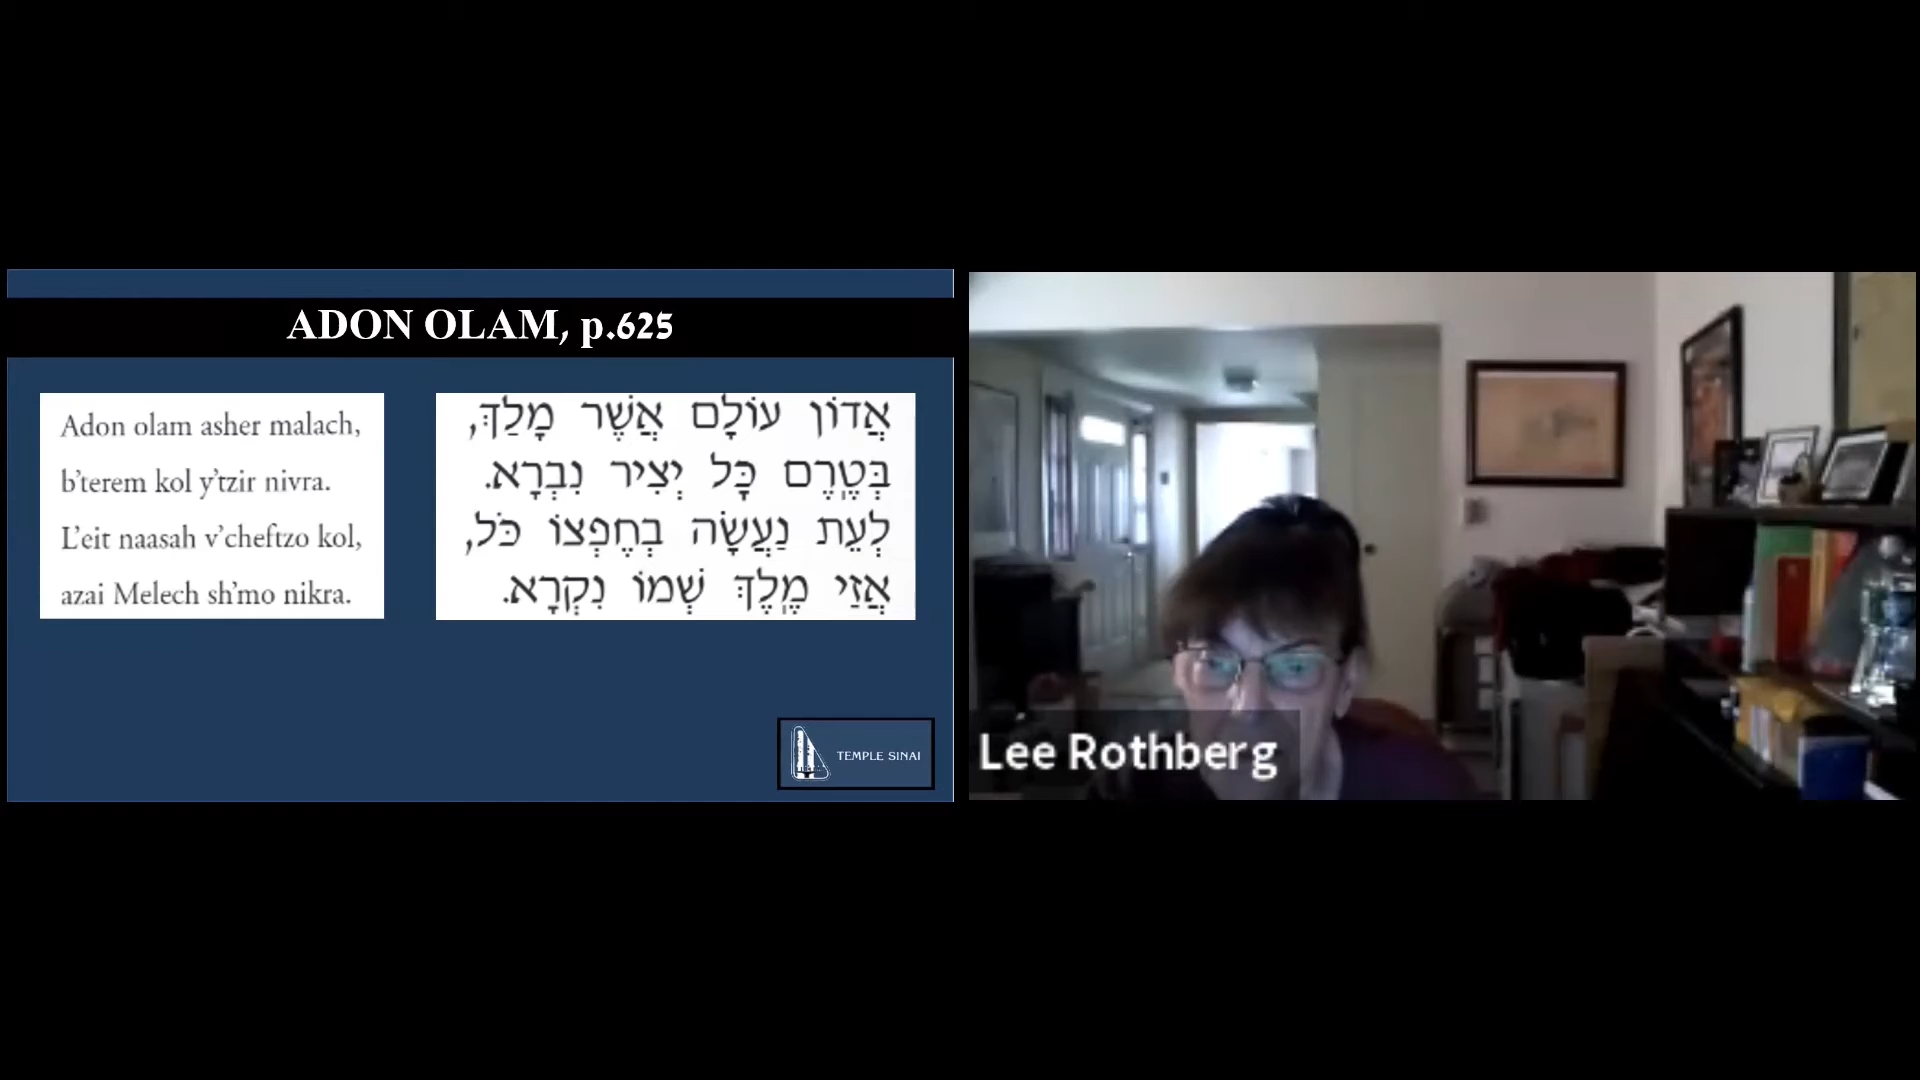 ADON OLAM, p.625
Adon olam asher malach,
b'terem kol y'tzir nivra.
L'eit naasah v'cheftzo kol,
azai Melech sh'mo nikra.
אֲדוֹן עוֹלָם אֲשֶׁר מָלַךְ,
בְּטֶֽרֶם כׇּל יְצִיר נִבְרָא.
לְעֵת נַעֲשָׂה בְחֶפְצוֹ כֹּל,
אֲזַי מֶֽלֶךְ שְׁמוֹ נִקְרָא.
TEMPLE SINAI
Lee Rothberg